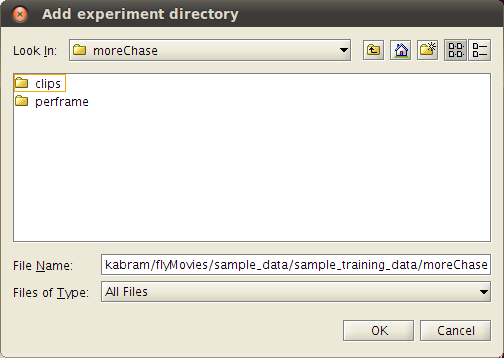 Add experiment directory
Look In: moreChase
clips
perframe
File Name: kabram/flyMovies/sample_data/sample_training_data/moreChase
Files of Type: All Files
OK Cancel